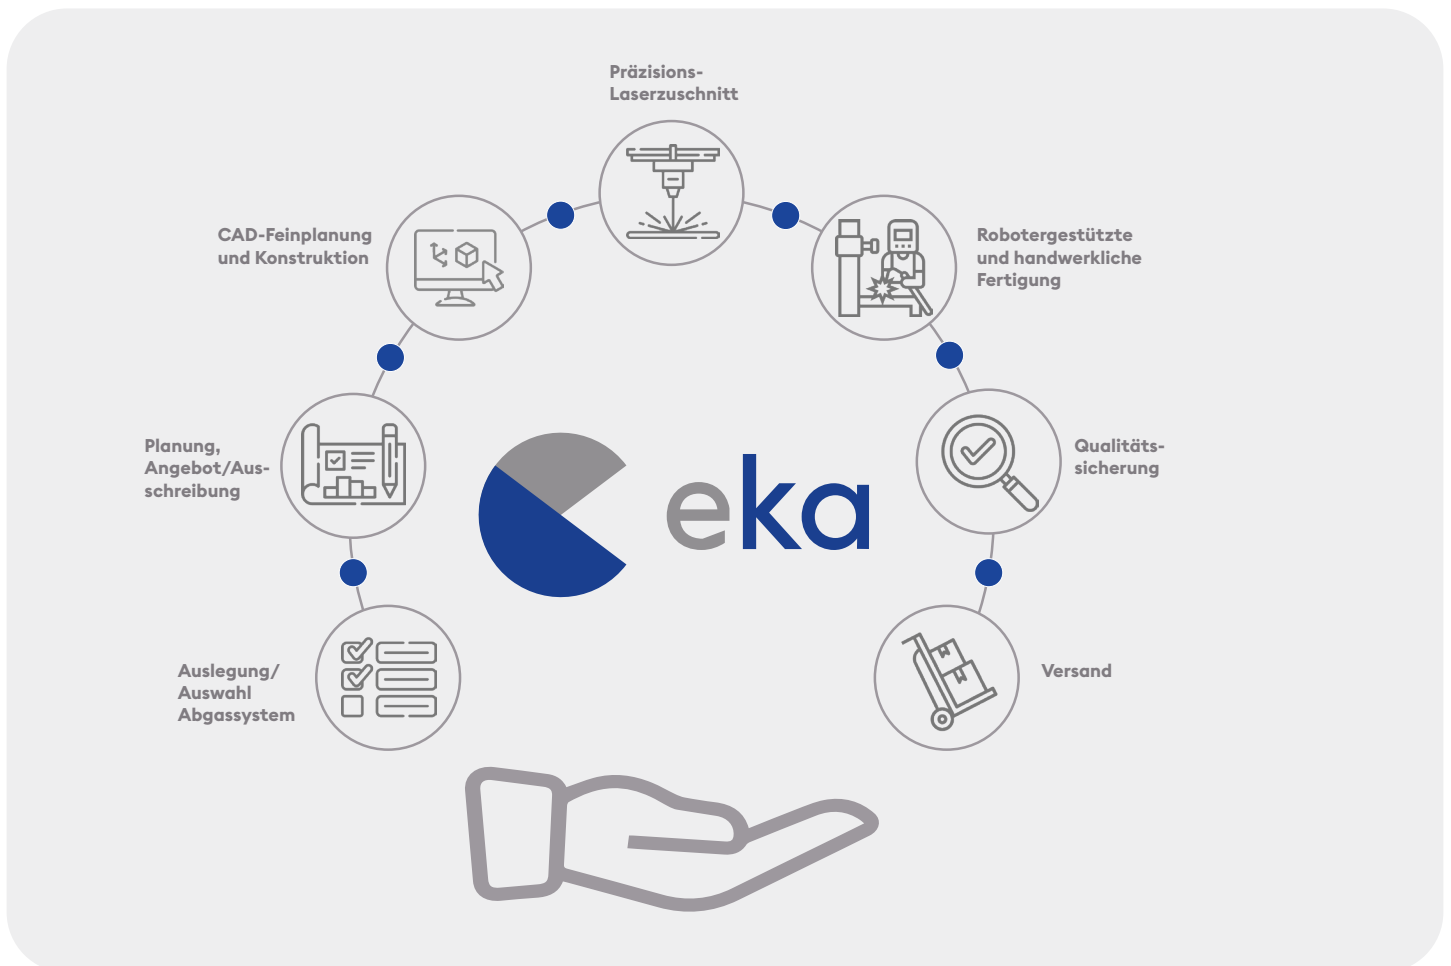 Präzisions-
Laserzuschnitt
CAD-Feinplanung
und Konstruktion
Robotergestützte
und handwerkliche
Fertigung
Planung,
Angebot/Aus-
schreibung
Qualitäts-
sicherung
eka
Auslegung/
Auswahl
Abgassystem
Versand